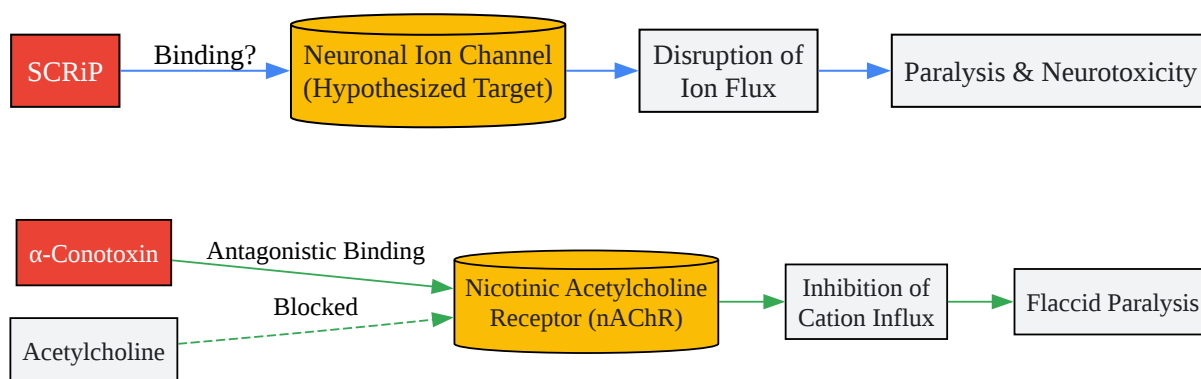 SCRiP
Binding?
Neuronal Ion Channel
(Hypothesized Target)
Disruption of
Ion Flux
Paralysis & Neurotoxicity
α-Conotoxin
Antagonistic Binding
Blocked
Acetylcholine
Nicotinic Acetylcholine
Receptor (nAChR)
Inhibition of
Cation Influx
Flaccid Paralysis